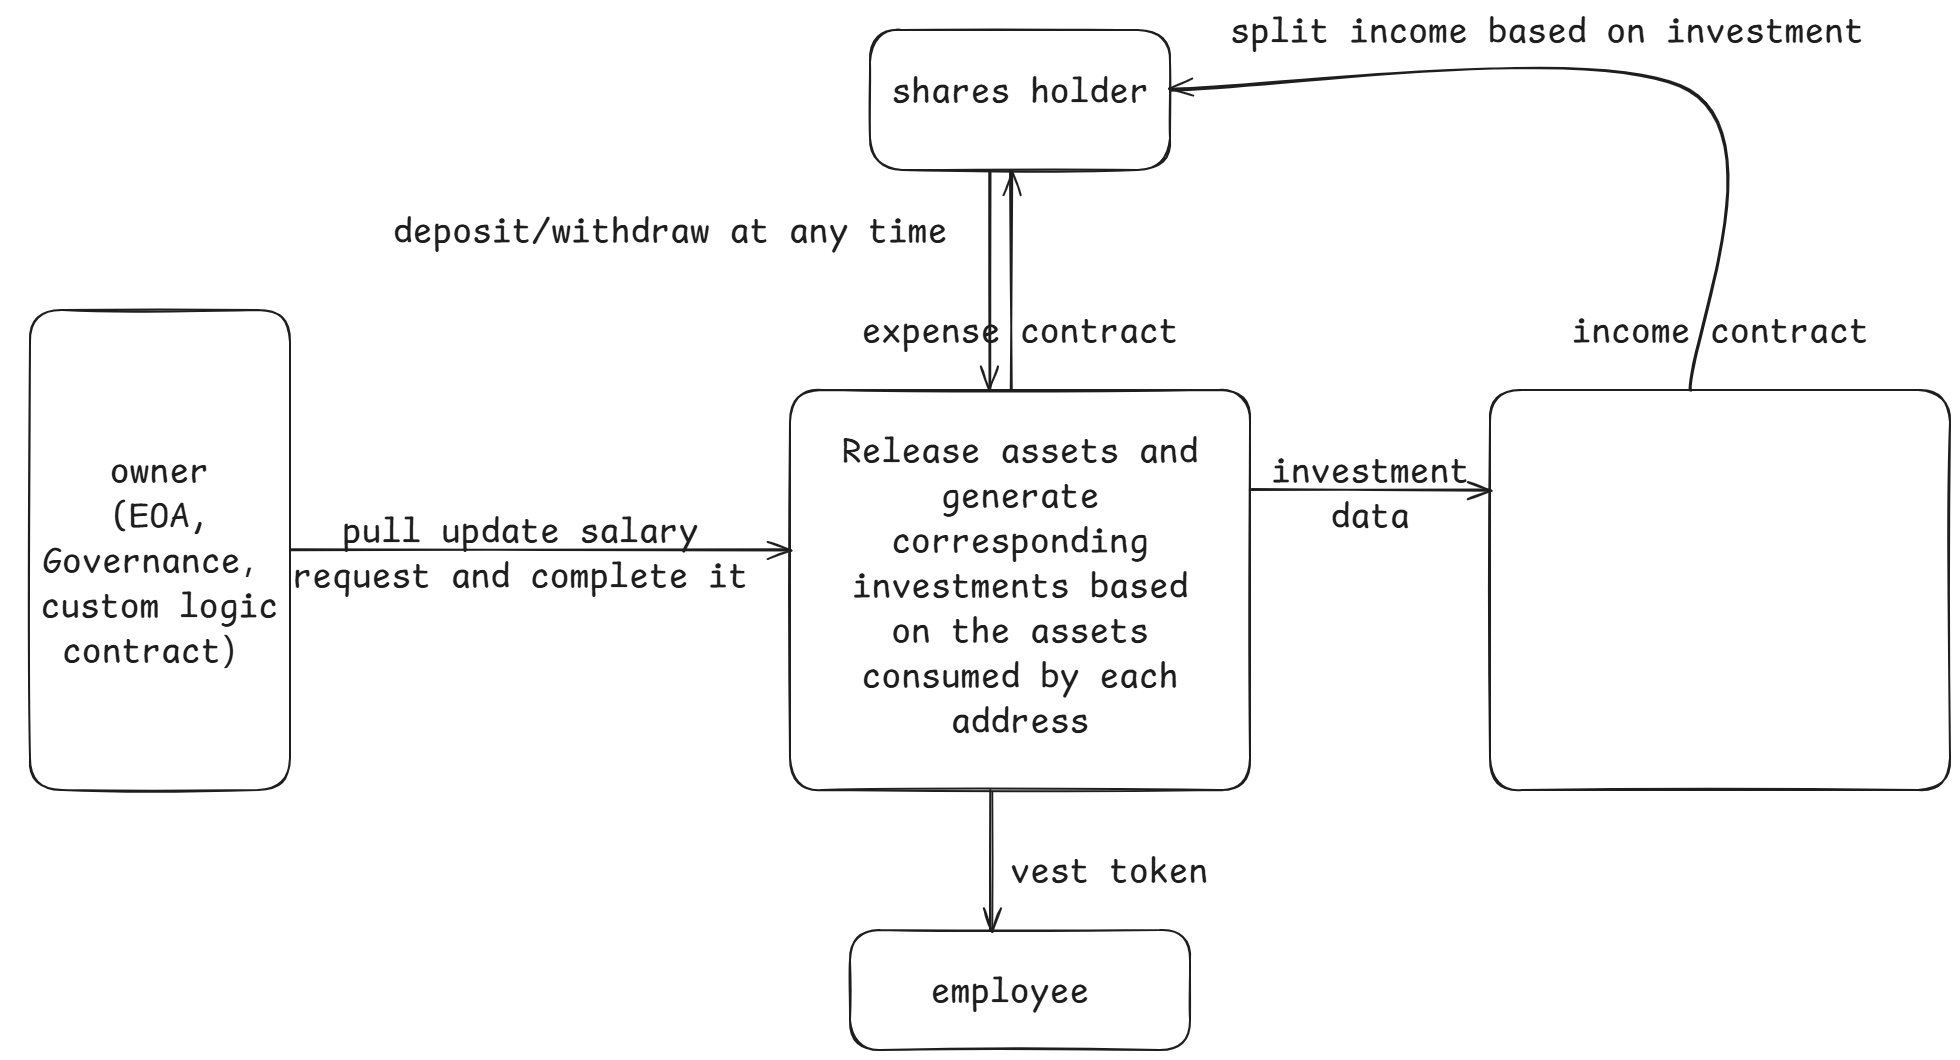 split income based on investment
shares holder
deposit/withdraw at any time
expense contract
income contract
owner
(EOA,
Governance,
custom logic
contract)
pull update salary
request and complete it
Release assets and
generate
corresponding
investments based
on the assets
consumed by each
address
investment
data
vest token
employee